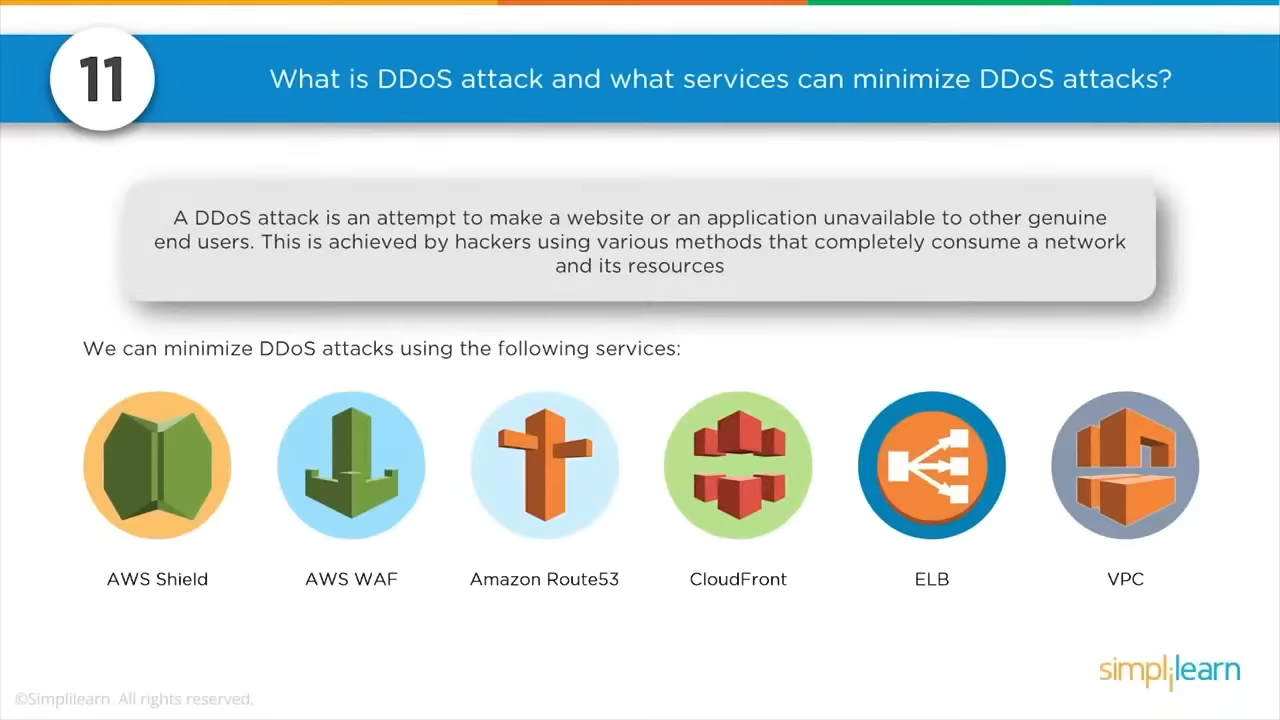 11
What is DDoS attack and what services can minimize DDoS attacks?
A DDoS attack is an attempt to make a website or an application unavailable to other genuine
end users. This is achieved by hackers using various methods that completely consume a network
and its resources
We can minimize DDoS attacks using the following services:
AWS Shield
AWS WAF
Amazon Route53
CloudFront
ELB
VPC
simplilearn
©Simplilearn. All rights reserved.